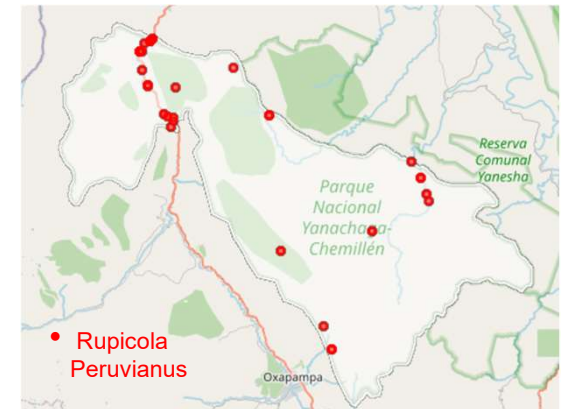 Reserva
Comunal
Yanesha
Parque
Nacional
Yanachaga-
Chemillén
Rupicola
Peruvianus
Oxapampa